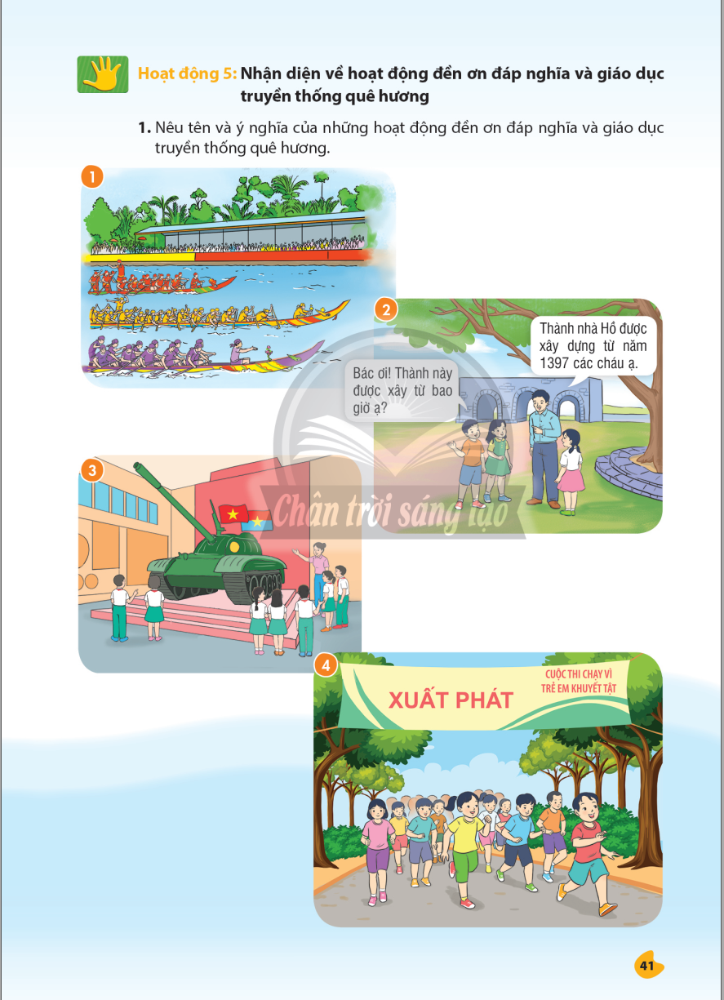 Hoạt động 5: Nhận diện về hoạt động đền ơn đáp nghĩa và giáo dục
truyền thống quê hương
1. Nêu tên và ý nghĩa của những hoạt động đền ơn đáp nghĩa và giáo dục
truyền thống quê hương.
1
2
Thành nhà Hồ được
xây dựng từ năm
1397 các cháu ạ.
Bác ơi! Thành này
được xây từ bao
giờ ạ?
3
Chân trời sáng tạo
4
CUỘC THI CHẠY VÌ
TRẺ EM KHUYẾT TẬT
XUẤT PHÁT
41